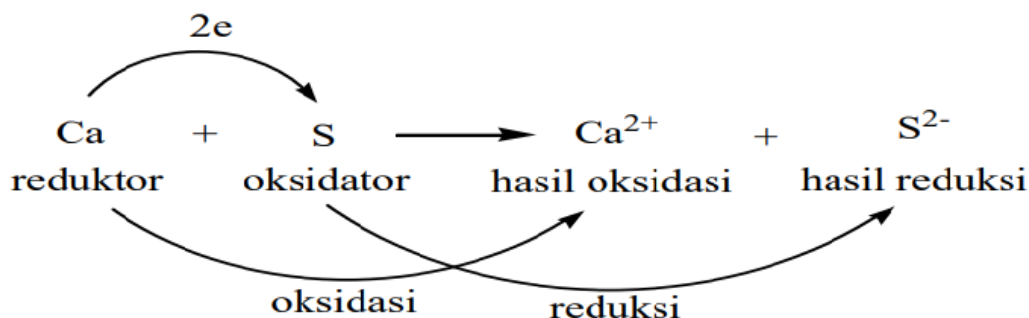 2e
Ca + S Ca²⁺ + S²⁻
reduktor oksidator hasil oksidasi hasil reduksi
oksidasi reduksi